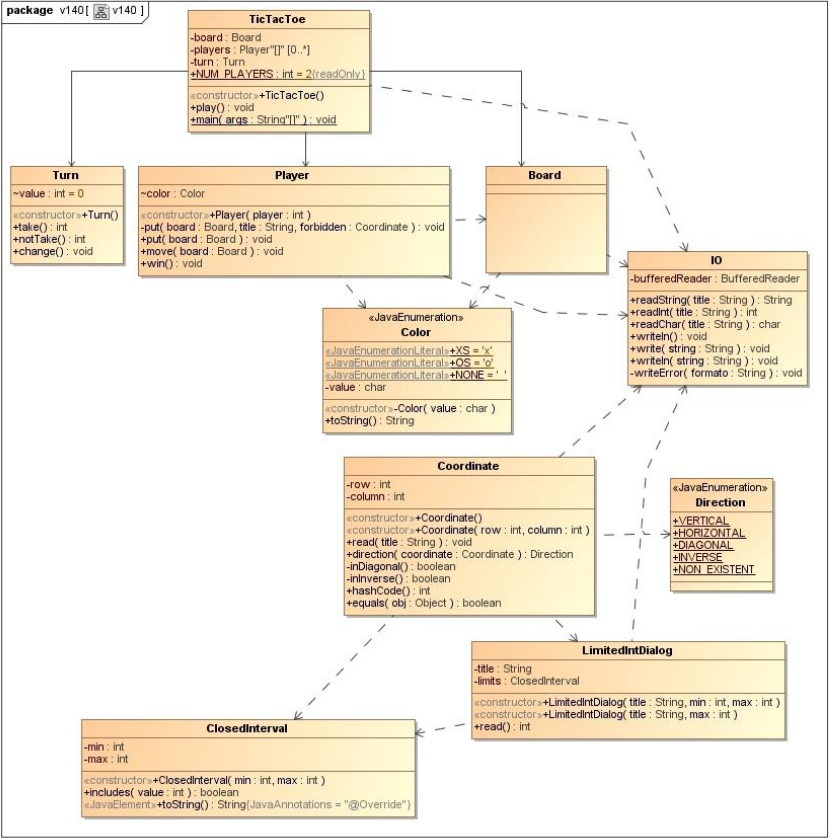 package v140[ v140 ]
TicTacToe
-board : Board
-players : Player"[]" [0..*]
-turn : Turn
+NUM_PLAYERS : int = 2{readOnly}
«constructor»+TicTacToe()
+play() : void
+main( args : String"[]" ) : void
Turn
~value : int = 0
«constructor»+Turn()
+take() : int
+notTake() : int
+change() : void
Player
~color : Color
«constructor»+Player( player : int )
-put( board : Board, title : String, forbidden : Coordinate ) : void
+put( board : Board ) : void
+move( board : Board ) : void
+win() : void
Board
IO
-bufferedReader : BufferedReader
+readString( title : String ) : String
+readInt( title : String ) : int
+readChar( title : String ) : char
+writeln() : void
+write( string : String ) : void
+writeln( string : String ) : void
-writeError( formato : String ) : void
«JavaEnumeration»
Color
«JavaEnumerationLiteral»+XS = 'x'
«JavaEnumerationLiteral»+OS = 'o'
«JavaEnumerationLiteral»+NONE = ' '
-value : char
«constructor»-Color( value : char )
+toString() : String
Coordinate
-row : int
-column : int
«constructor»+Coordinate()
«constructor»+Coordinate( row : int, column : int )
+read( title : String ) : void
+direction( coordinate : Coordinate ) : Direction
-inDiagonal() : boolean
-inInverse() : boolean
+hashCode() : int
+equals( obj : Object ) : boolean
«JavaEnumeration»
Direction
+VERTICAL
+HORIZONTAL
+DIAGONAL
+INVERSE
+NON_EXISTENT
LimitedIntDialog
-title : String
-limits : ClosedInterval
«constructor»+LimitedIntDialog( title : String, min : int, max : int )
«constructor»+LimitedIntDialog( title : String, max : int )
+read() : int
ClosedInterval
-min : int
-max : int
«constructor»+ClosedInterval( min : int, max : int )
+includes( value : int ) : boolean
«JavaElement»+toString() : String{JavaAnnotations = "@Override"}